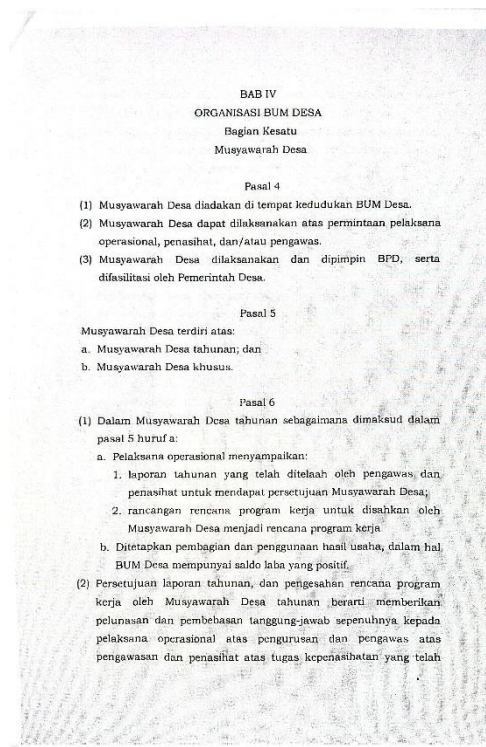 BAB IV
ORGANISASI BUM DESA
Bagian Kesatu
Musyawarah Desa
Pasal 4
(1) Musyawarah Desa diadakan di tempat kedudukan BUM Desa.
(2) Musyawarah Desa dapat dilaksanakan atas permintaan pelaksana
operasional, penasihat, dan/atau pengawas.
(3) Musyawarah Desa dilaksanakan dan dipimpin BPD, serta
difasilitasi oleh Pemerintah Desa.
Pasal 5
Musyawarah Desa terdiri atas:
a. Musyawarah Desa tahunan; dan
b. Musyawarah Desa khusus.
Pasal 6
(1) Dalam Musyawarah Desa tahunan sebagaimana dimaksud dalam
pasal 5 huruf a:
a. Pelaksana operasional menyampaikan:
1. laporan tahunan yang telah ditelaah oleh pengawas dan
penasihat untuk mendapat persetujuan Musyawarah Desa;
2. rancangan rencana program kerja untuk disahkan oleh
Musyawarah Desa menjadi rencana program kerja
b. Ditetapkan pembagian dan penggunaan hasil usaha, dalam hal
BUM Desa mempunyai saldo laba yang positif.
(2) Persetujuan laporan tahunan, dan pengesahan rencana program
kerja oleh Musyawarah Desa tahunan berarti memberikan
pelunasan dan pembebasan tanggung-jawab sepenuhnya kepada
pelaksana operasional atas pengurusan dan pengawas atas
pengawasan dan penasihat atas tugas kepenasihatan yang telah